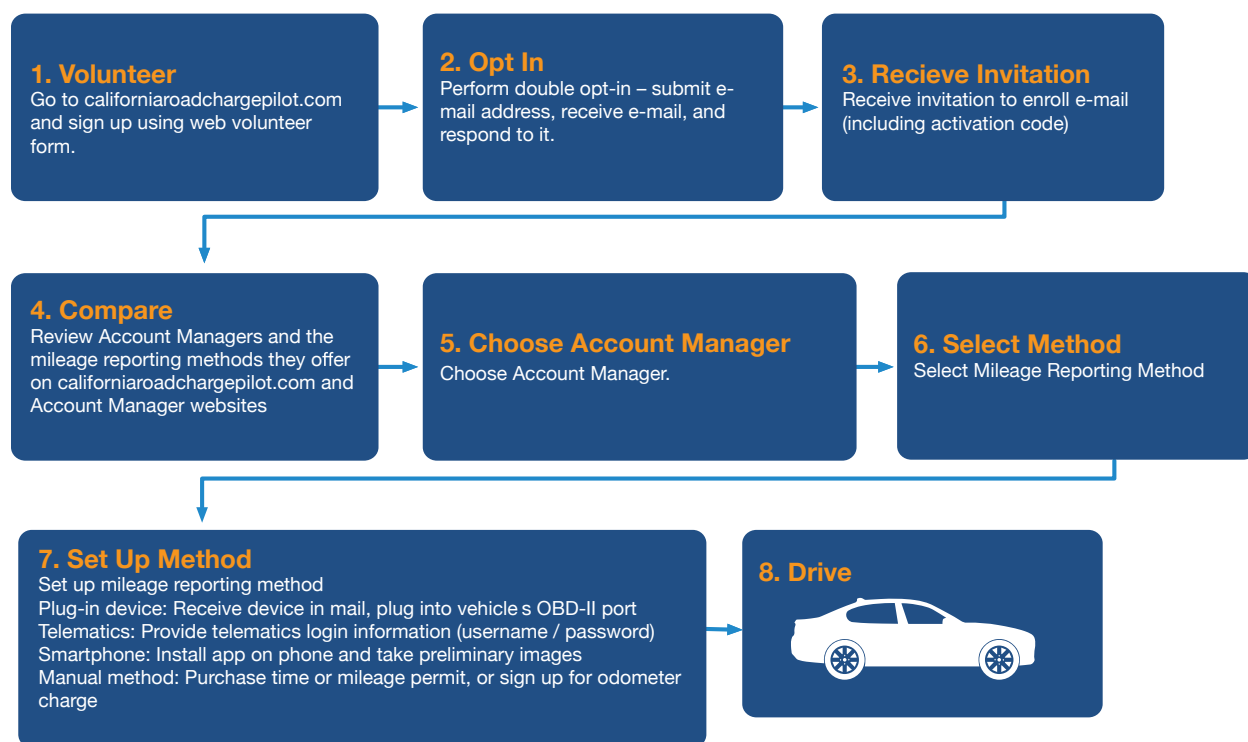 1. Volunteer
Go to californiaroadchargepilot.com
and sign up using web volunteer
form.
2. Opt In
Perform double opt-in – submit e-
mail address, receive e-mail, and
respond to it.
3. Recieve Invitation
Receive invitation to enroll e-mail
(including activation code)
4. Compare
Review Account Managers and the
mileage reporting methods they offer
on californiaroadchargepilot.com and
Account Manager websites
5. Choose Account Manager
Choose Account Manager.
6. Select Method
Select Mileage Reporting Method
7. Set Up Method
Set up mileage reporting method
Plug-in device: Receive device in mail, plug into vehicle s OBD-II port
Telematics: Provide telematics login information (username / password)
Smartphone: Install app on phone and take preliminary images
Manual method: Purchase time or mileage permit, or sign up for odometer
charge
8. Drive